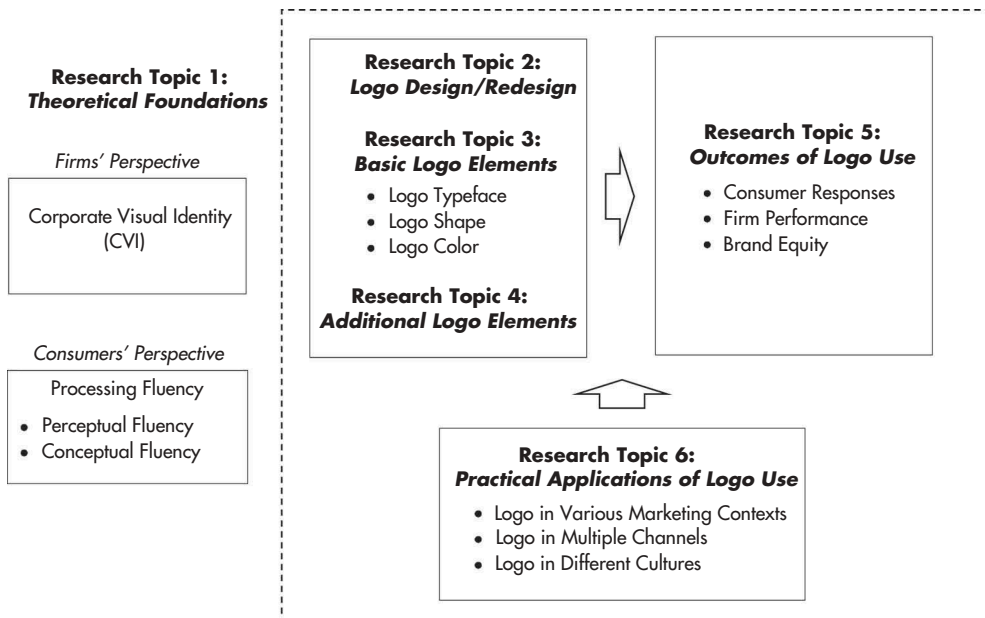 Research Topic 1:
Theoretical Foundations
Firms’ Perspective
Corporate Visual Identity
(CVI)
Consumers’ Perspective
Processing Fluency
• Perceptual Fluency
• Conceptual Fluency
Research Topic 2:
Logo Design/Redesign
Research Topic 3:
Basic Logo Elements
• Logo Typeface
• Logo Shape
• Logo Color
Research Topic 4:
Additional Logo Elements
Research Topic 5:
Outcomes of Logo Use
• Consumer Responses
• Firm Performance
• Brand Equity
Research Topic 6:
Practical Applications of Logo Use
• Logo in Various Marketing Contexts
• Logo in Multiple Channels
• Logo in Different Cultures